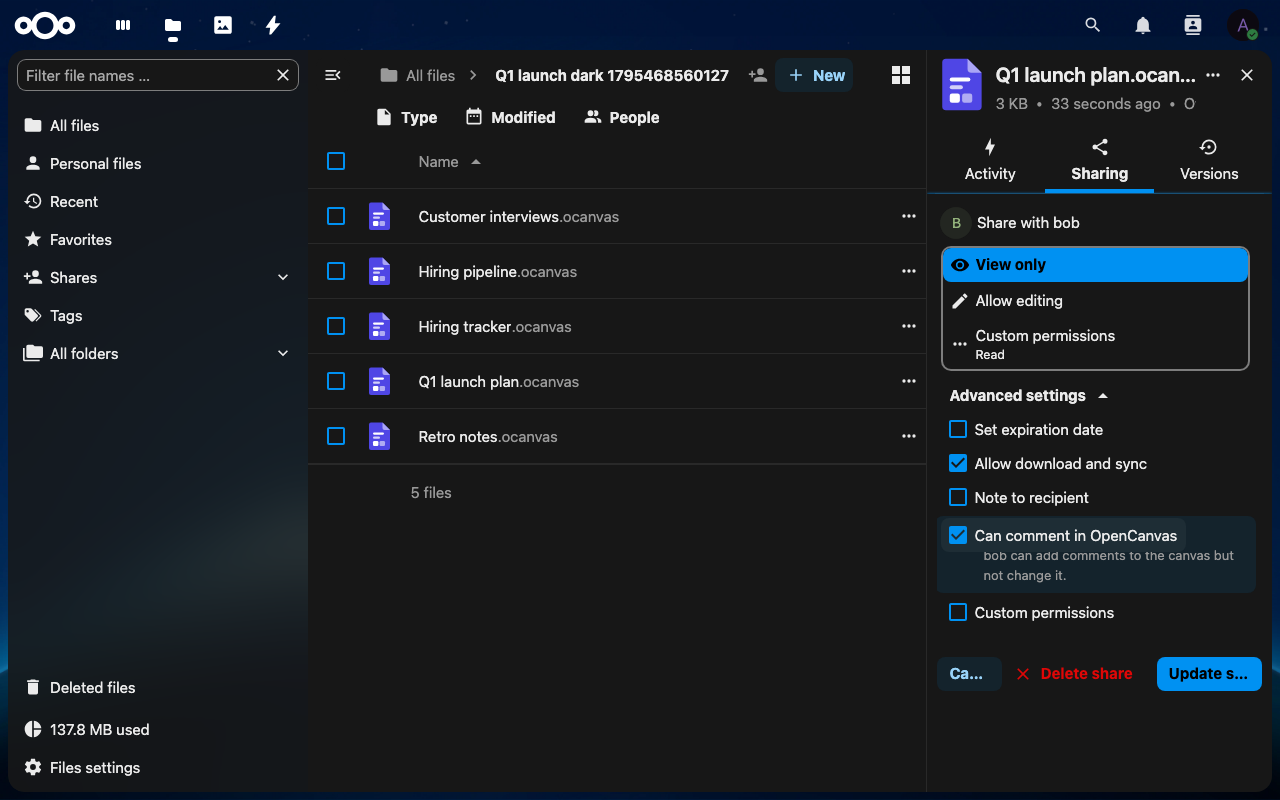 A
Filter file names ...
All files
Personal files
Recent
Favorites
Shares
Tags
All folders
Deleted files
137.8 MB used
Files settings
All files
Q1 launch dark 1795468560127
New
Type
Modified
People
Name
Customer interviews.ocanvas
Hiring pipeline.ocanvas
Hiring tracker.ocanvas
Q1 launch plan.ocanvas
Retro notes.ocanvas
5 files
Q1 launch plan.ocan...
3 KB • 33 seconds ago •
Activity
Sharing
Versions
B
Share with bob
View only
Allow editing
Custom permissions
Read
Advanced settings
Set expiration date
Allow download and sync
Note to recipient
Can comment in OpenCanvas
bob can add comments to the canvas but
not change it.
Custom permissions
Ca...
Delete share
Update s...